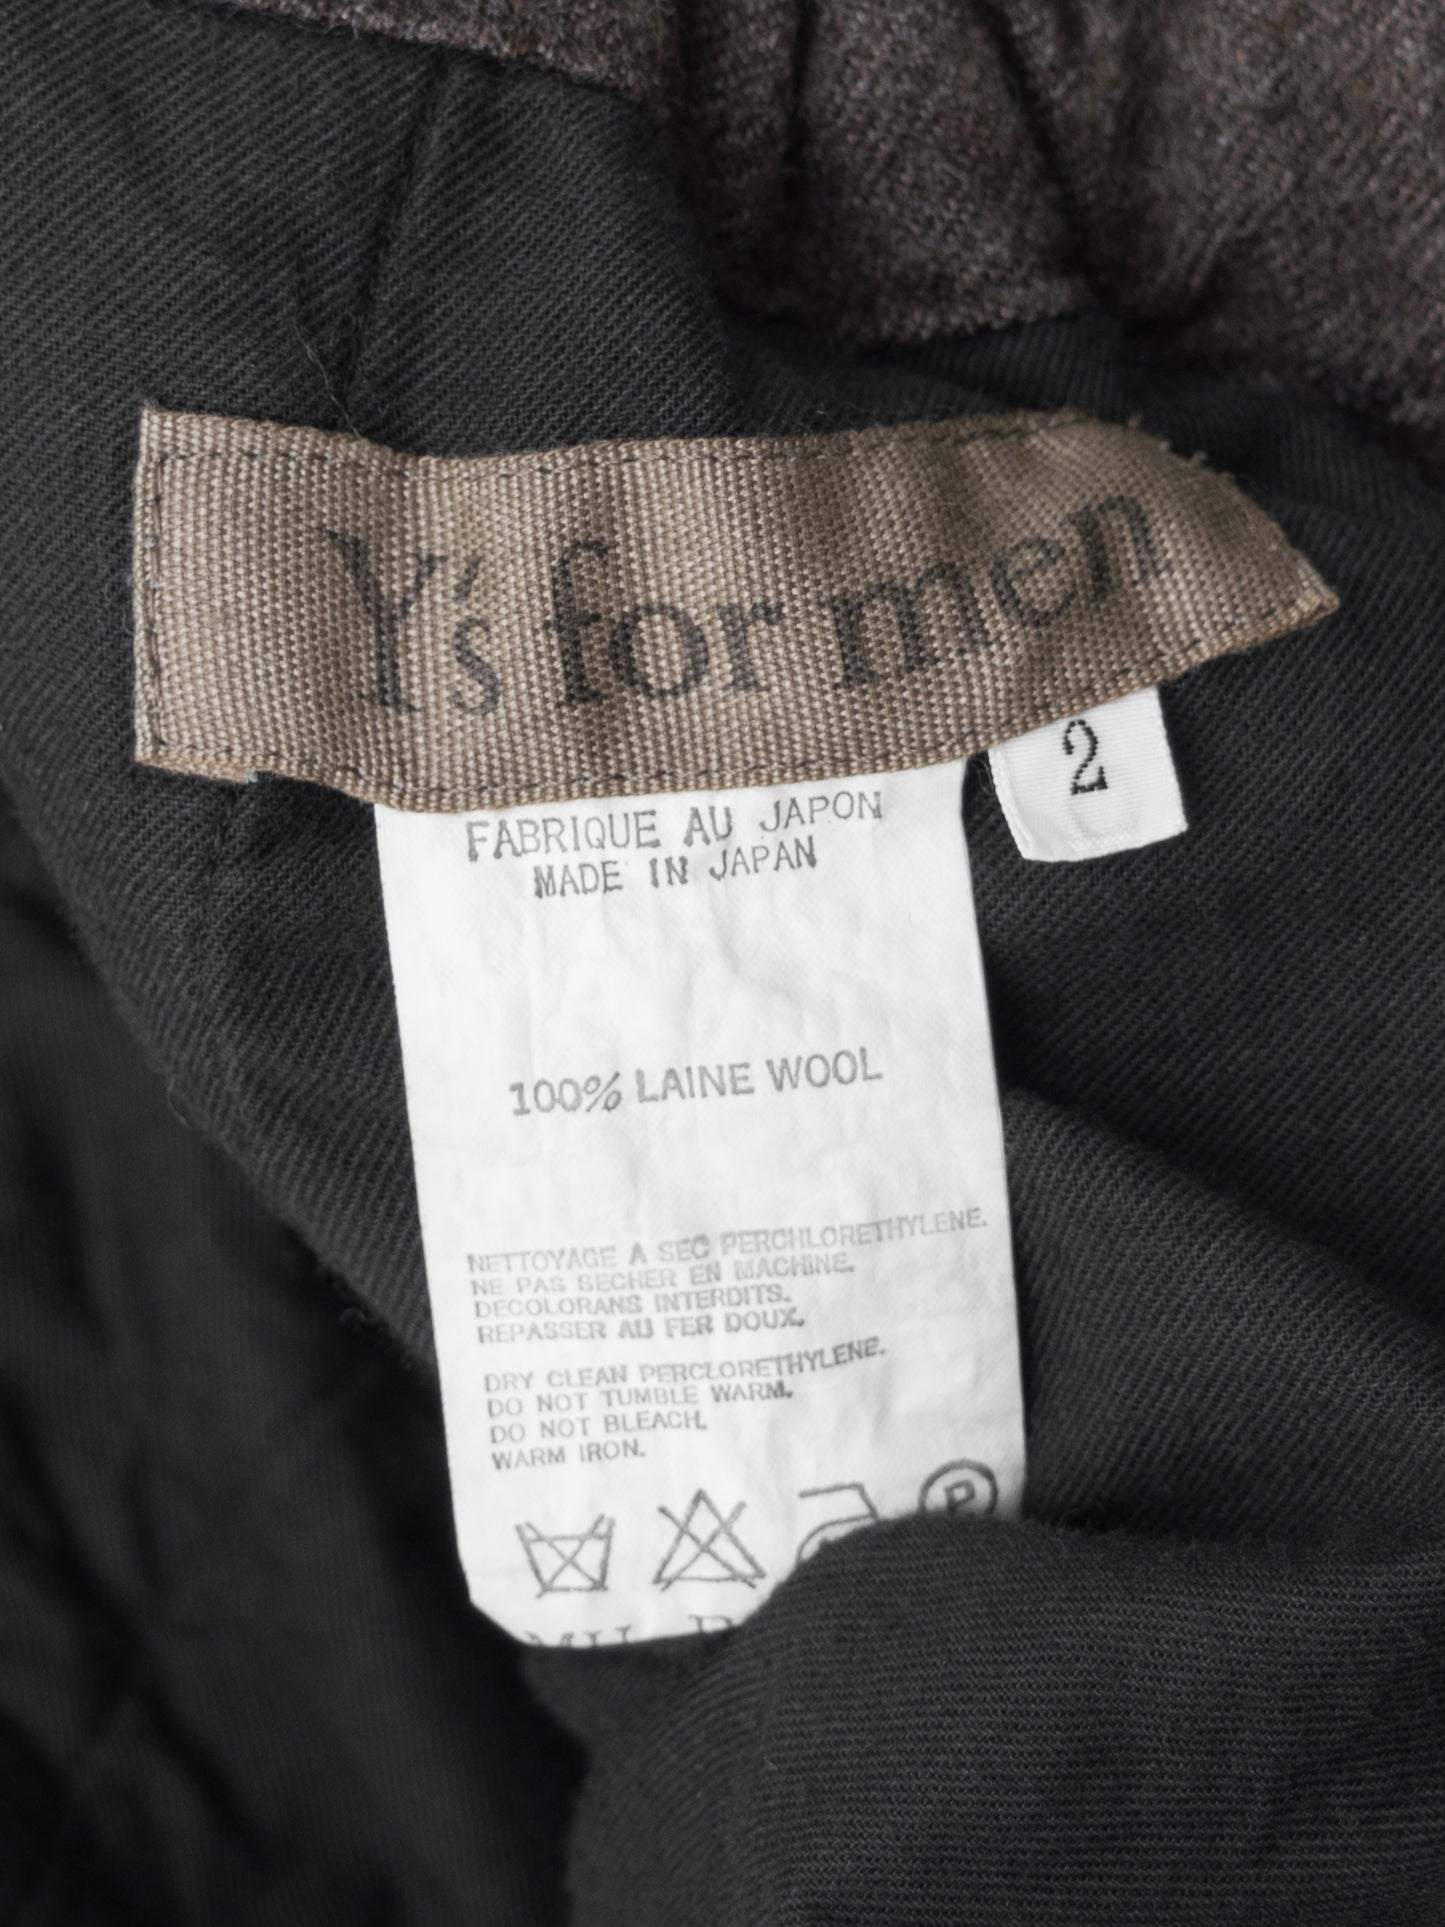 Y's for men
2
FABRIQUE AU JAPON
MADE IN JAPAN
100% LAINE WOOL
NETTOYAGE A SEC PERCHLORETHYLENE.
NE PAS SECHER EN MACHINE.
DECOLORANS INTERDITS.
REPASSER AU FER DOUX.
DRY CLEAN PERCLORETHYLENE.
DO NOT TUMBLE WARM.
DO NOT BLEACH.
WARM IRON.
P